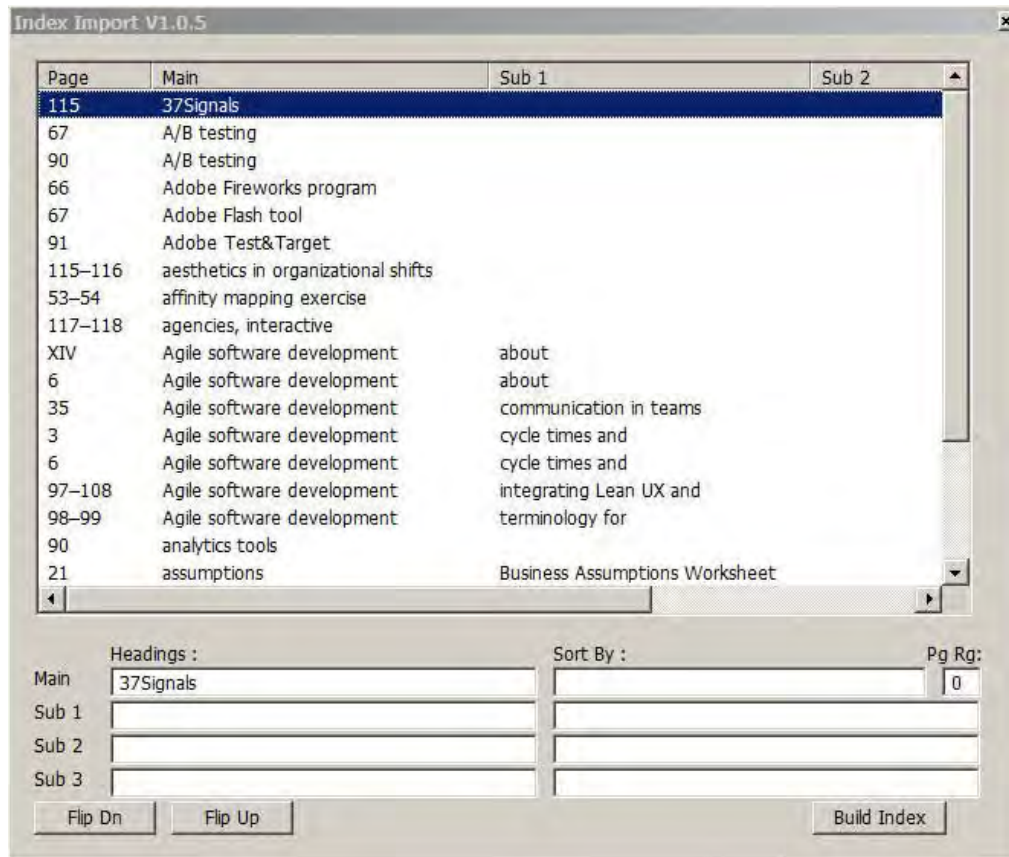 Index Import V1.0.5
Page Main Sub 1 Sub 2
115 37Signals
67 A/B testing
90 A/B testing
66 Adobe Fireworks program
67 Adobe Flash tool
91 Adobe Test&Target
115–116 aesthetics in organizational shifts
53–54 affinity mapping exercise
117–118 agencies, interactive
XIV Agile software development about
6 Agile software development about
35 Agile software development communication in teams
3 Agile software development cycle times and
6 Agile software development cycle times and
97–108 Agile software development integrating Lean UX and
98–99 Agile software development terminology for
90 analytics tools
21 assumptions Business Assumptions Worksheet
Headings : Sort By : Pg Rg:
Main 37Signals 0
Sub 1
Sub 2
Sub 3
Flip Dn Flip Up Build Index